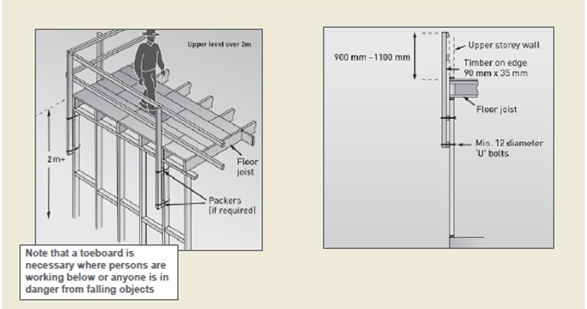 Upper level over 2m
2m+
Floor
joist
Packers
(if required)
Note that a toeboard is
necessary where persons are
working below or anyone is in
danger from falling objects
900 mm –1100 mm
Upper storey wall
Timber on edge
90 mm x 35 mm
Floor joist
Min. 12 diameter
'U' bolts